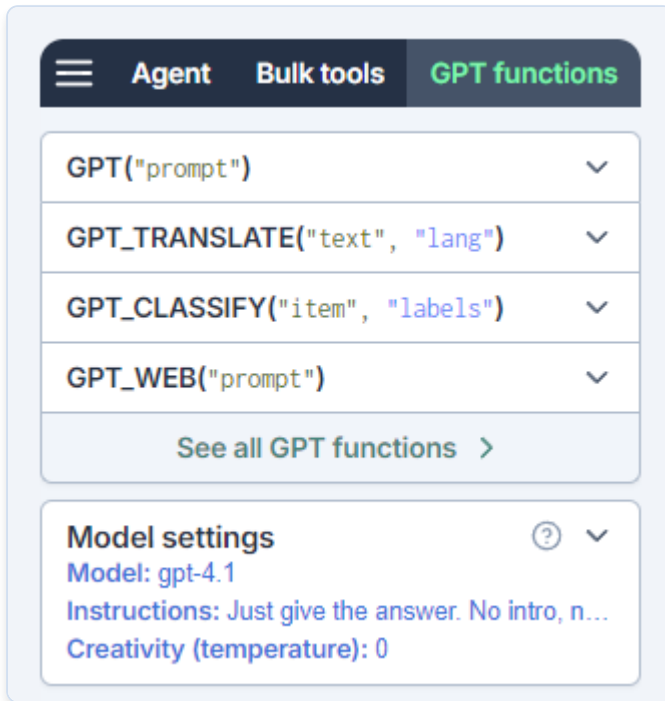 Agent Bulk tools GPT functions
GPT("prompt")
GPT_TRANSLATE("text", "lang")
GPT_CLASSIFY("item", "labels")
GPT_WEB("prompt")
See all GPT functions >
Model settings ?
Model: gpt-4.1
Instructions: Just give the answer. No intro, n...
Creativity (temperature): 0